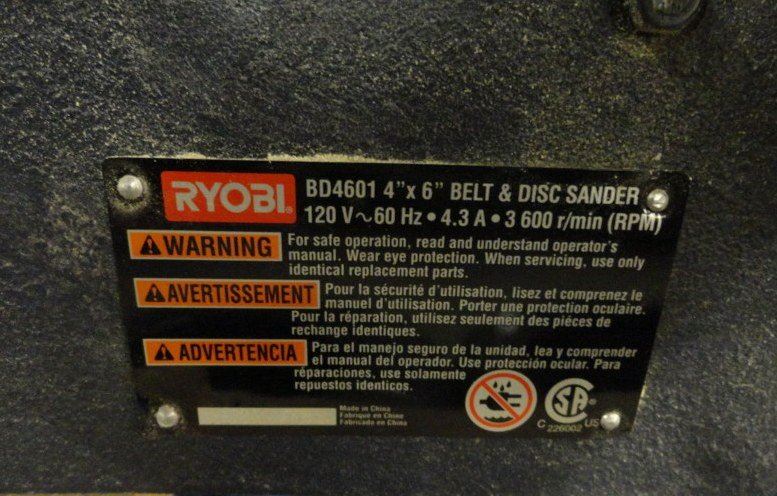 RYOBI
BD4601 4"x 6" BELT & DISC SANDER
120 V~60 Hz • 4.3 A • 3 600 r/min (RPM)
WARNING
For safe operation, read and understand operator's
manual. Wear eye protection. When servicing, use only
identical replacement parts.
AVERTISSEMENT
Pour la sécurité d'utilisation, lisez et comprenez le
manuel d'utilisation. Porter une protection oculaire.
Pour la réparation, utilisez seulement des piéces de
rechange identiques.
ADVERTENCIA
Para el manejo seguro de la unidad, lea y comprender
el manual del operador. Use protección ocular. Para
réparaciones, use solamente
repuestos identicos.
Made in China
Fabrique en Chine
Fabricado en China
SA ®
C 226002 US